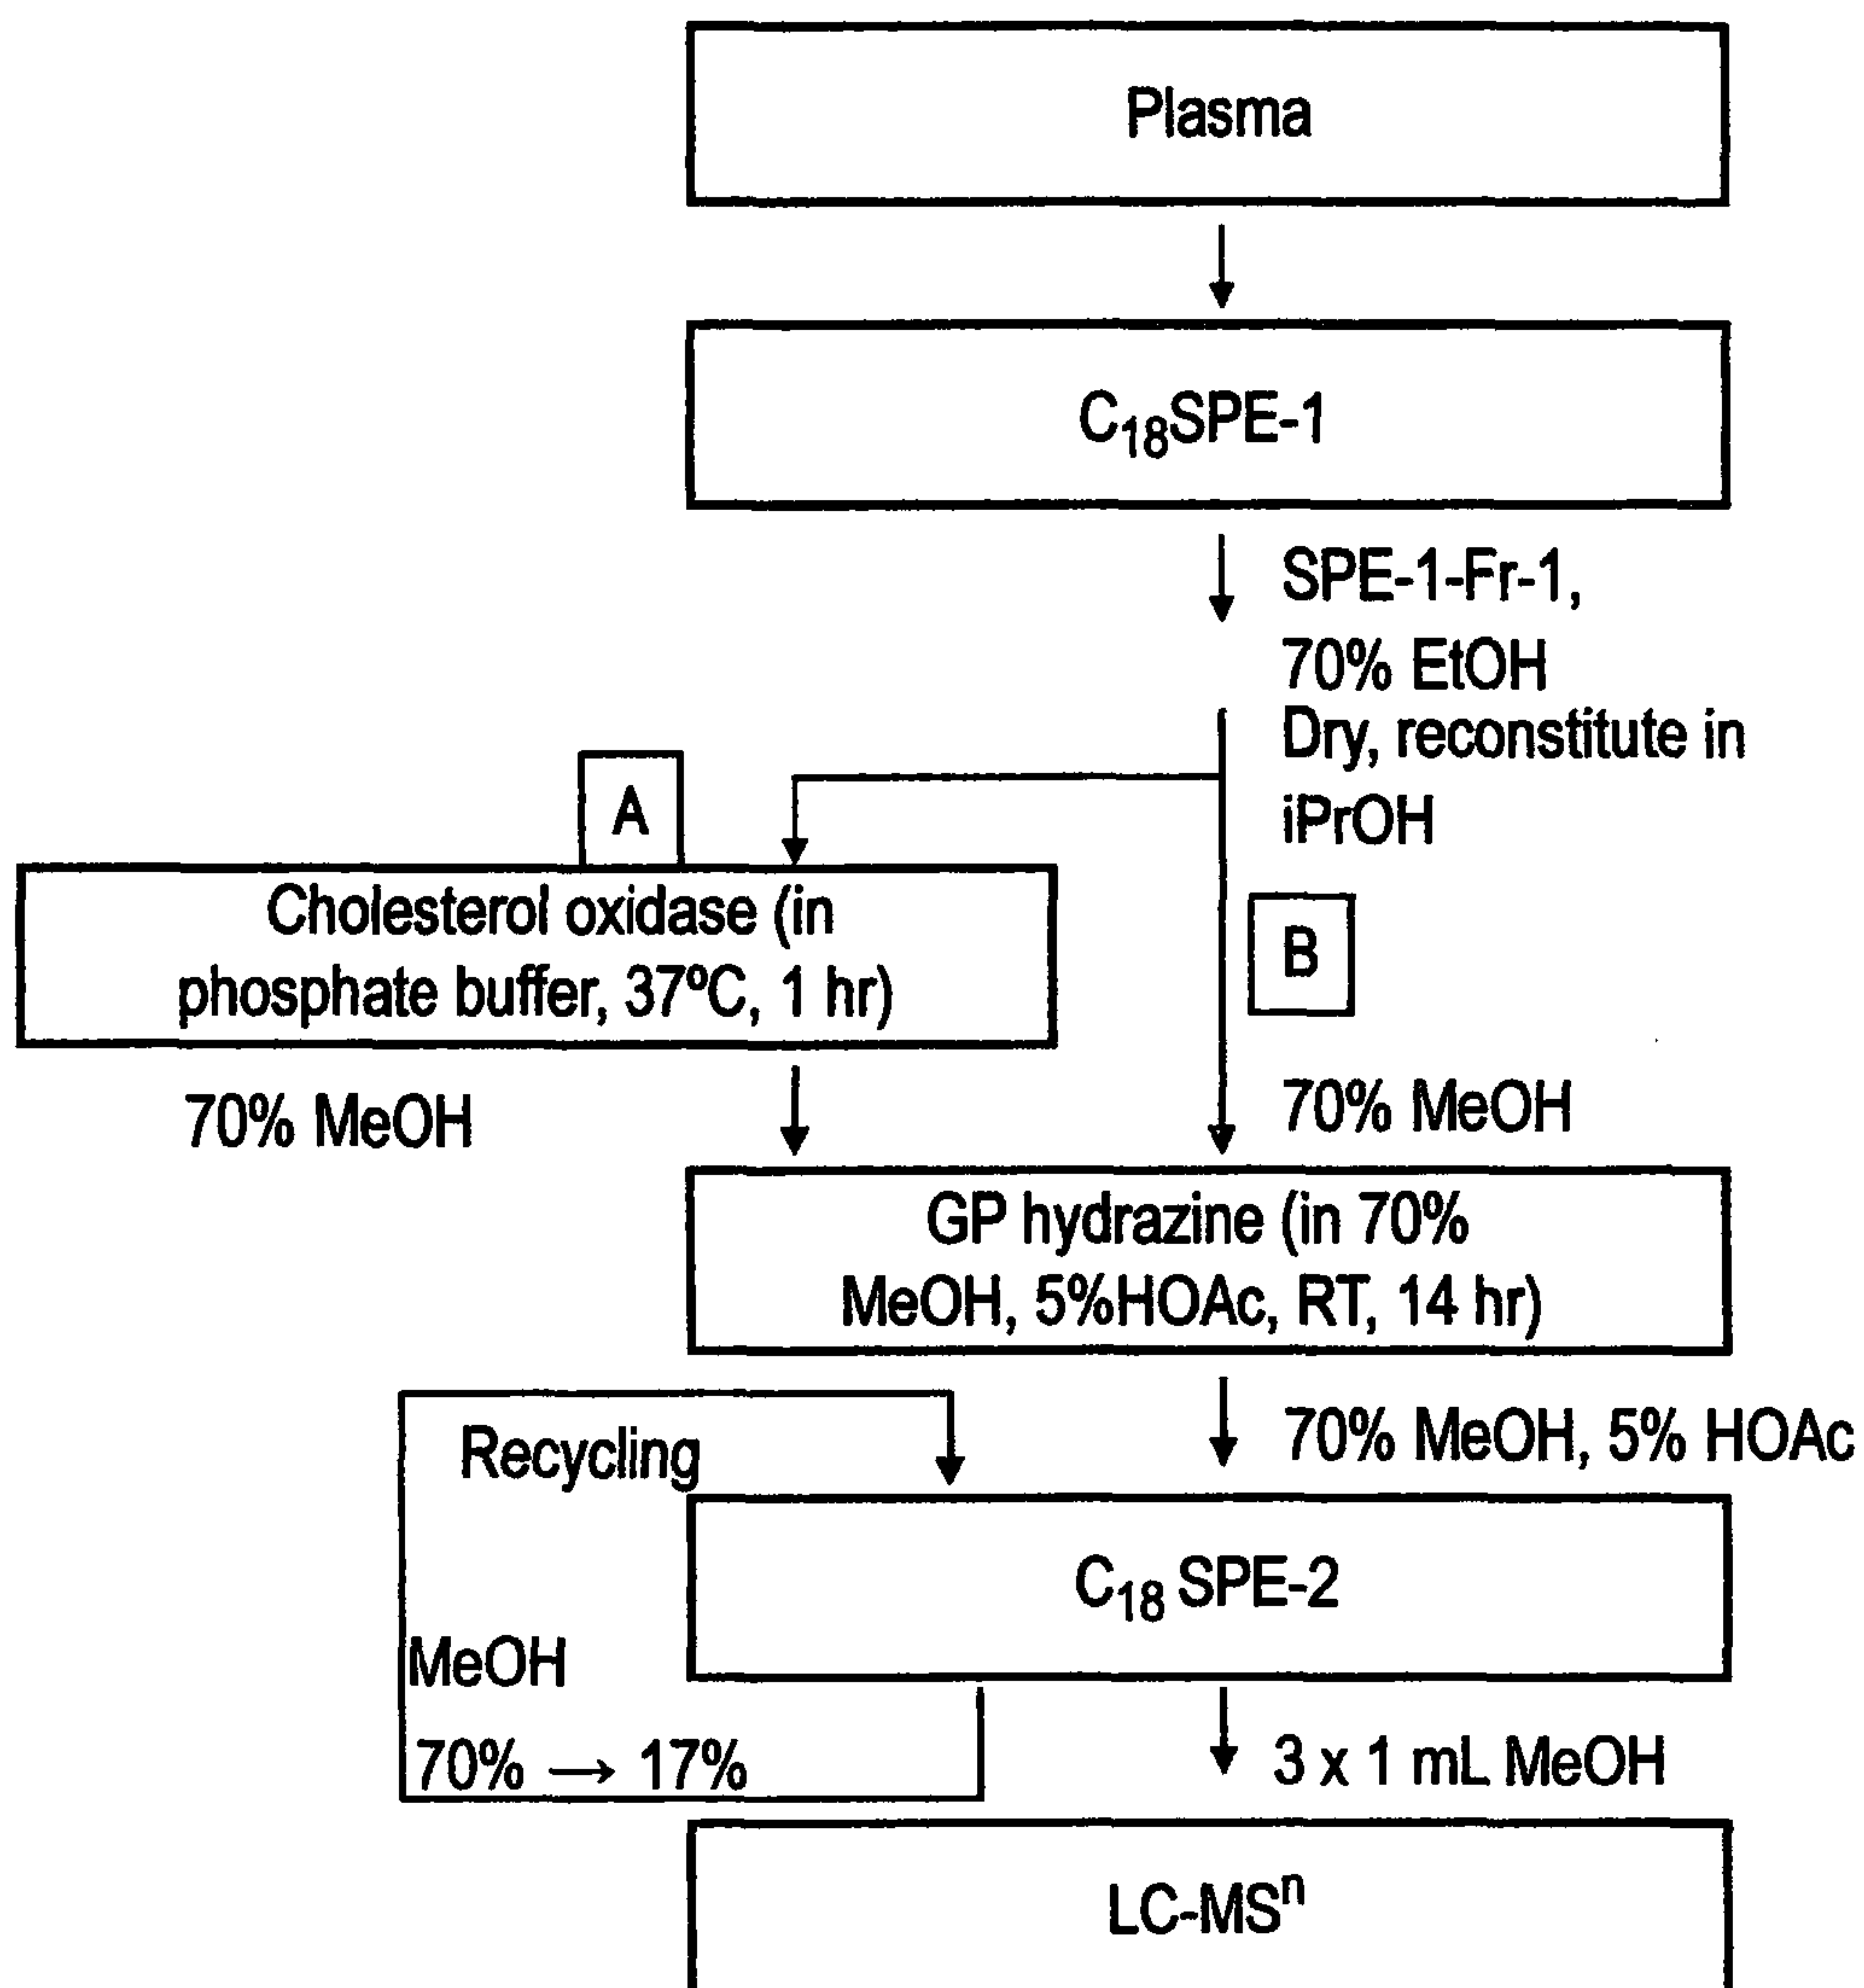 Plasma
C₁₈SPE-1
SPE-1-Fr-1,
70% EtOH
Dry, reconstitute in
iPrOH
A
Cholesterol oxidase (in
phosphate buffer, 37ºC, 1 hr)
B
70% MeOH
70% MeOH
GP hydrazine (in 70%
MeOH, 5%HOAc, RT, 14 hr)
Recycling
70% MeOH, 5% HOAc
C₁₈ SPE-2
MeOH
70% → 17%
3 x 1 mL MeOH
LC-MSⁿ